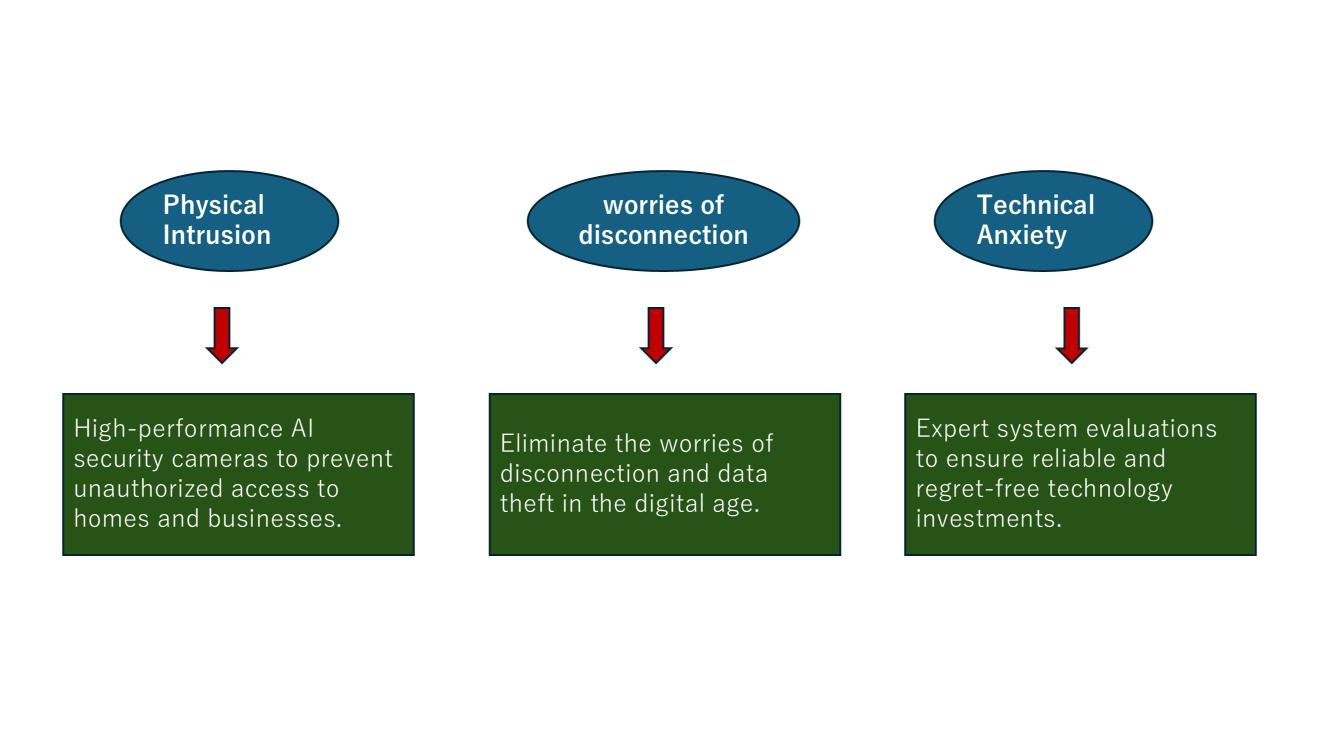 Physical
Intrusion
worries of
disconnection
Technical
Anxiety
High-performance AI
security cameras to prevent
unauthorized access to
homes and businesses.
Eliminate the worries of
disconnection and data
theft in the digital age.
Expert system evaluations
to ensure reliable and
regret-free technology
investments.